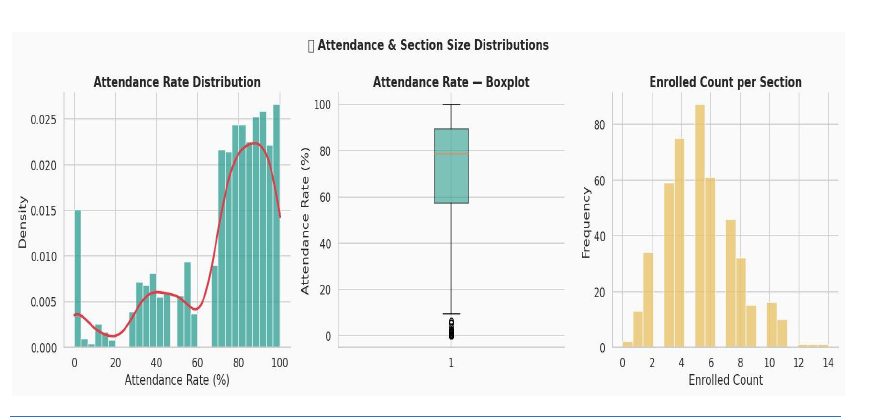 ▯ Attendance & Section Size Distributions
Attendance Rate Distribution
Density
0.025
0.020
0.015
0.010
0.005
0.000
0 20 40 60 80 100
Attendance Rate (%)
Attendance Rate — Boxplot
Attendance Rate (%)
100
80
60
40
20
0
1
Enrolled Count per Section
Frequency
80
60
40
20
0
0 2 4 6 8 10 12 14
Enrolled Count